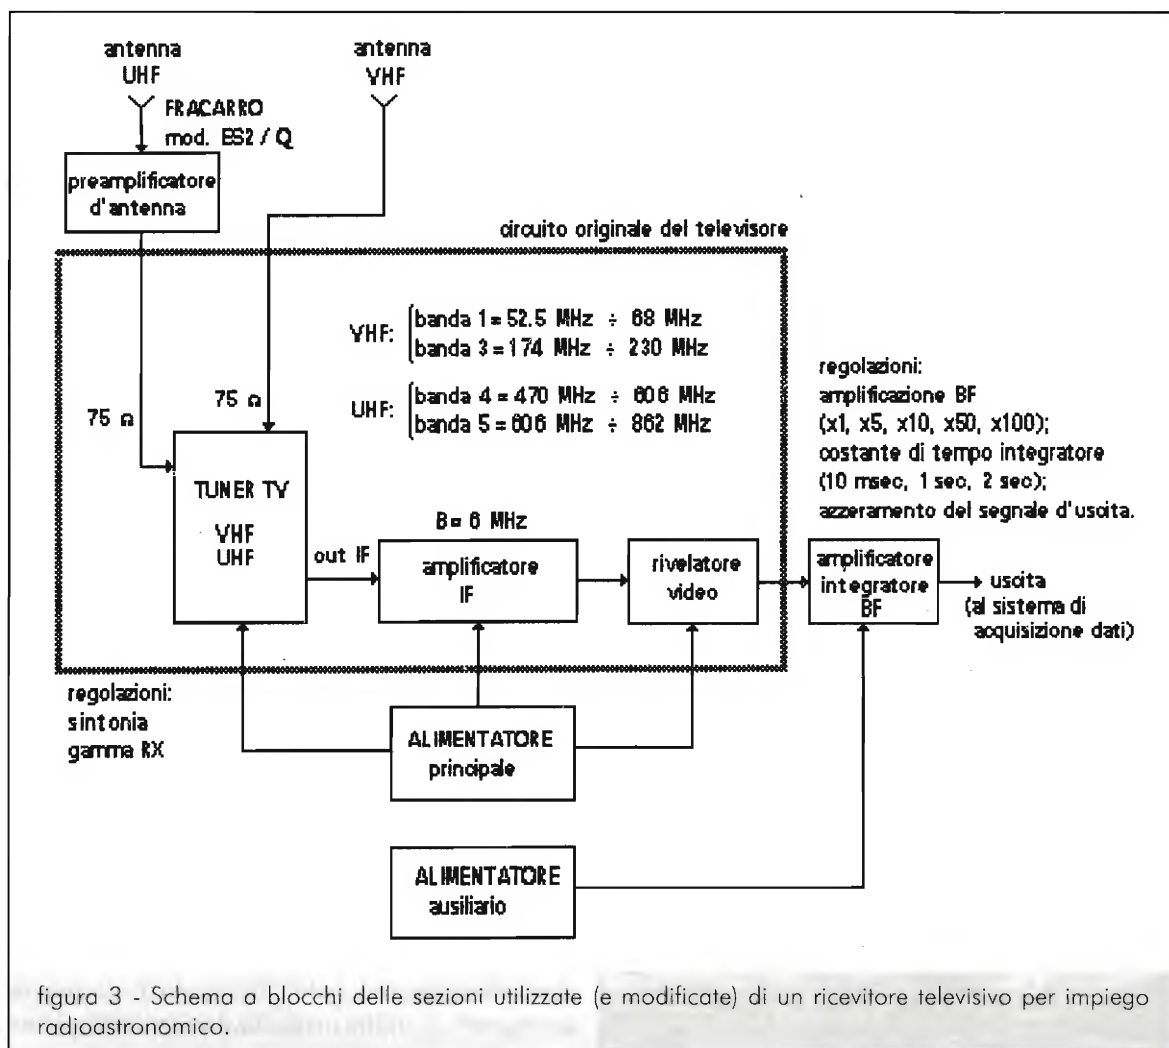 antenna
UHF
antenna
VHF
FRACARRO
mod. ES2 / Q
preamplificatore
d'antenna
circuito originale del televisore
VHF:
banda 1 = 52.5 MHz ÷ 68 MHz
banda 3 = 174 MHz ÷ 230 MHz
UHF:
banda 4 = 470 MHz ÷ 606 MHz
banda 5 = 606 MHz ÷ 862 MHz
75 Ω
75 Ω
regolazioni:
amplificazione BF
(x1, x5, x10, x50, x100);
costante di tempo integratore
(10 msec, 1 sec, 2 sec);
azzeramento del segnale d'uscita.
TUNER TV
VHF
UHF
out IF
B= 6 MHz
amplificatore
IF
rivelatore
video
amplificatore
integratore
BF
uscita
(al sistema di
acquisizione dati)
regolazioni:
sintonia
gamma RX
ALIMENTATORE
principale
ALIMENTATORE
ausiliario
figura 3 - Schema a blocchi delle sezioni utilizzate (e modificate) di un ricevitore televisivo per impiego
radioastronomico.